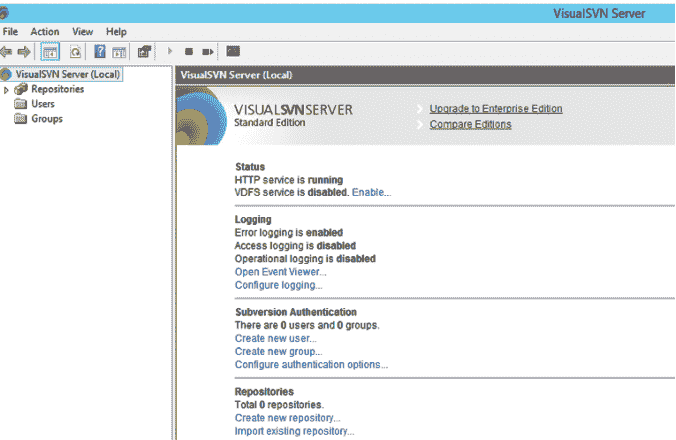 VisualSVN Server
File Action View Help
VisualSVN Server (Local)
Repositories
Users
Groups
VisualSVN Server (Local)
VISUALSVNSERVER
Standard Edition
Upgrade to Enterprise Edition
Compare Editions
Status
HTTP service is running
VDFS service is disabled. Enable...
Logging
Error logging is enabled
Access logging is disabled
Operational logging is disabled
Open Event Viewer...
Configure logging...
Subversion Authentication
There are 0 users and 0 groups.
Create new user...
Create new group...
Configure authentication options...
Repositories
Total 0 repositories.
Create new repository...
Import existing repository...